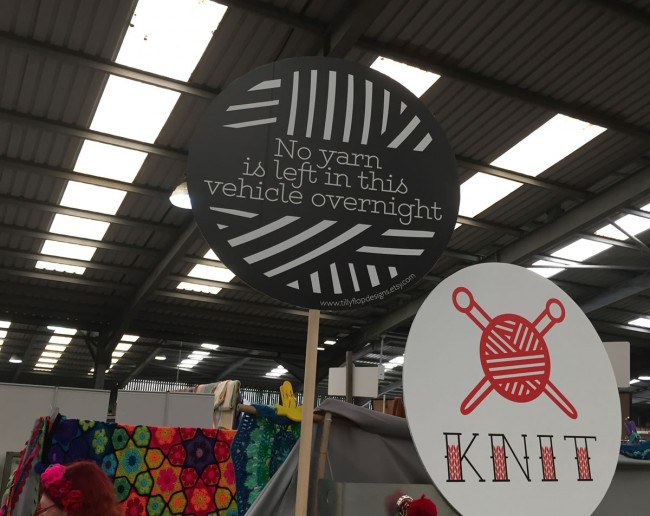 No yarn
is left in this
vehicle overnight
www.tillyflopdesigns.etsy.com
KNIT